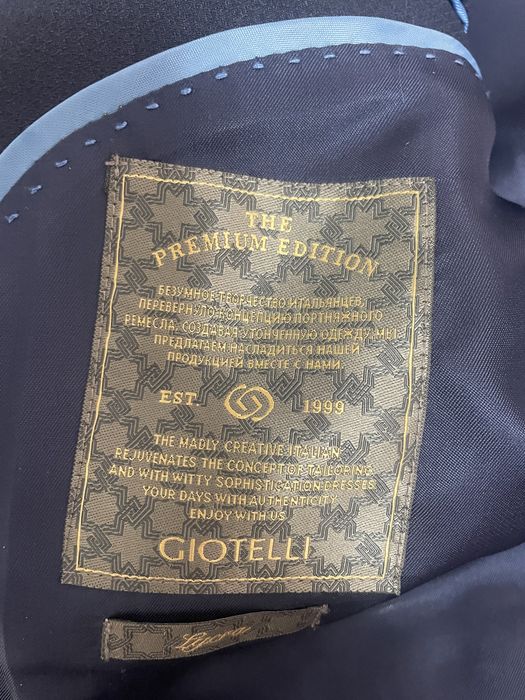 THE
PREMIUM EDITION
БЕЗУМНОЕ ТВОРЧЕСТВО ИТАЛЬЯНЦЕВ,
ПЕРЕВЕРНУЛО КОНЦЕПЦИЮ ПОРТНЯЖНОГО
РЕМЕСЛА, СОЗДАВАЯ УТОНЧЕННУЮ ОДЕЖДУ, МЫ
ПРЕДЛАГАЕМ НАСЛАДИТЬСЯ НАШЕЙ
ПРОДУКЦИЕЙ ВМЕСТЕ С НАМИ.
EST. 1999
THE MADLY CREATIVE ITALIAN
REJUVENATES THE CONCEPT OF TAILORING
AND WITH WITTY SOPHISTICATION DRESSES
YOUR DAYS WITH AUTHENTICITY
ENJOY WITH US
GIOTELLI